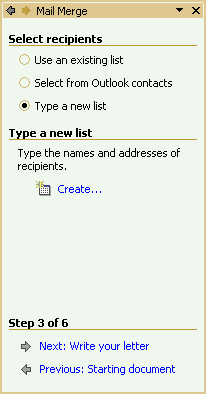 Mail Merge
Select recipients
Use an existing list
Select from Outlook contacts
Type a new list
Type a new list
Type the names and addresses of
recipients.
Create...
Step 3 of 6
Next: Write your letter
Previous: Starting document